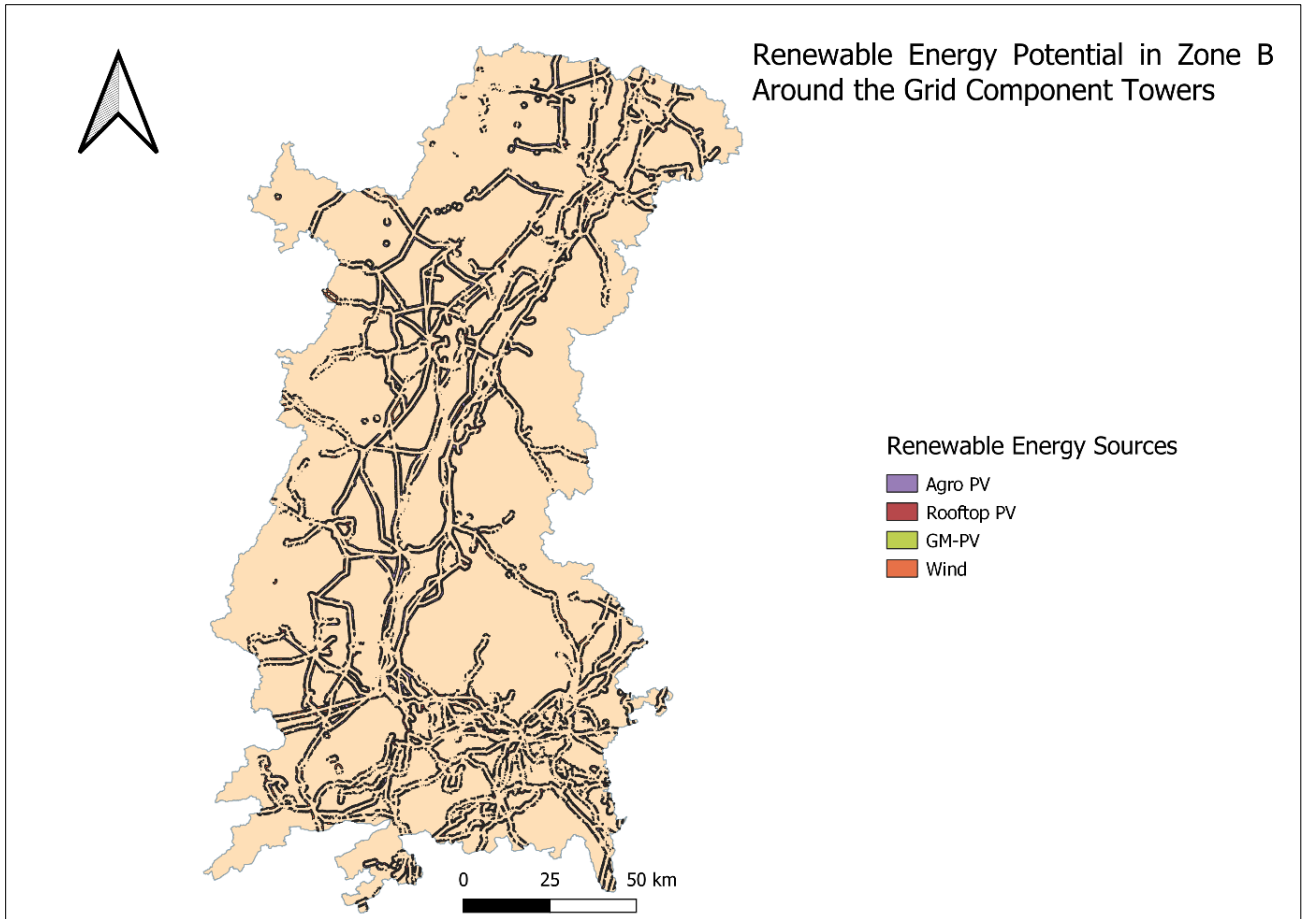 Renewable Energy Potential in Zone B
Around the Grid Component Towers
Renewable Energy Sources
Agro PV
Rooftop PV
GM-PV
Wind
0 25 50 km